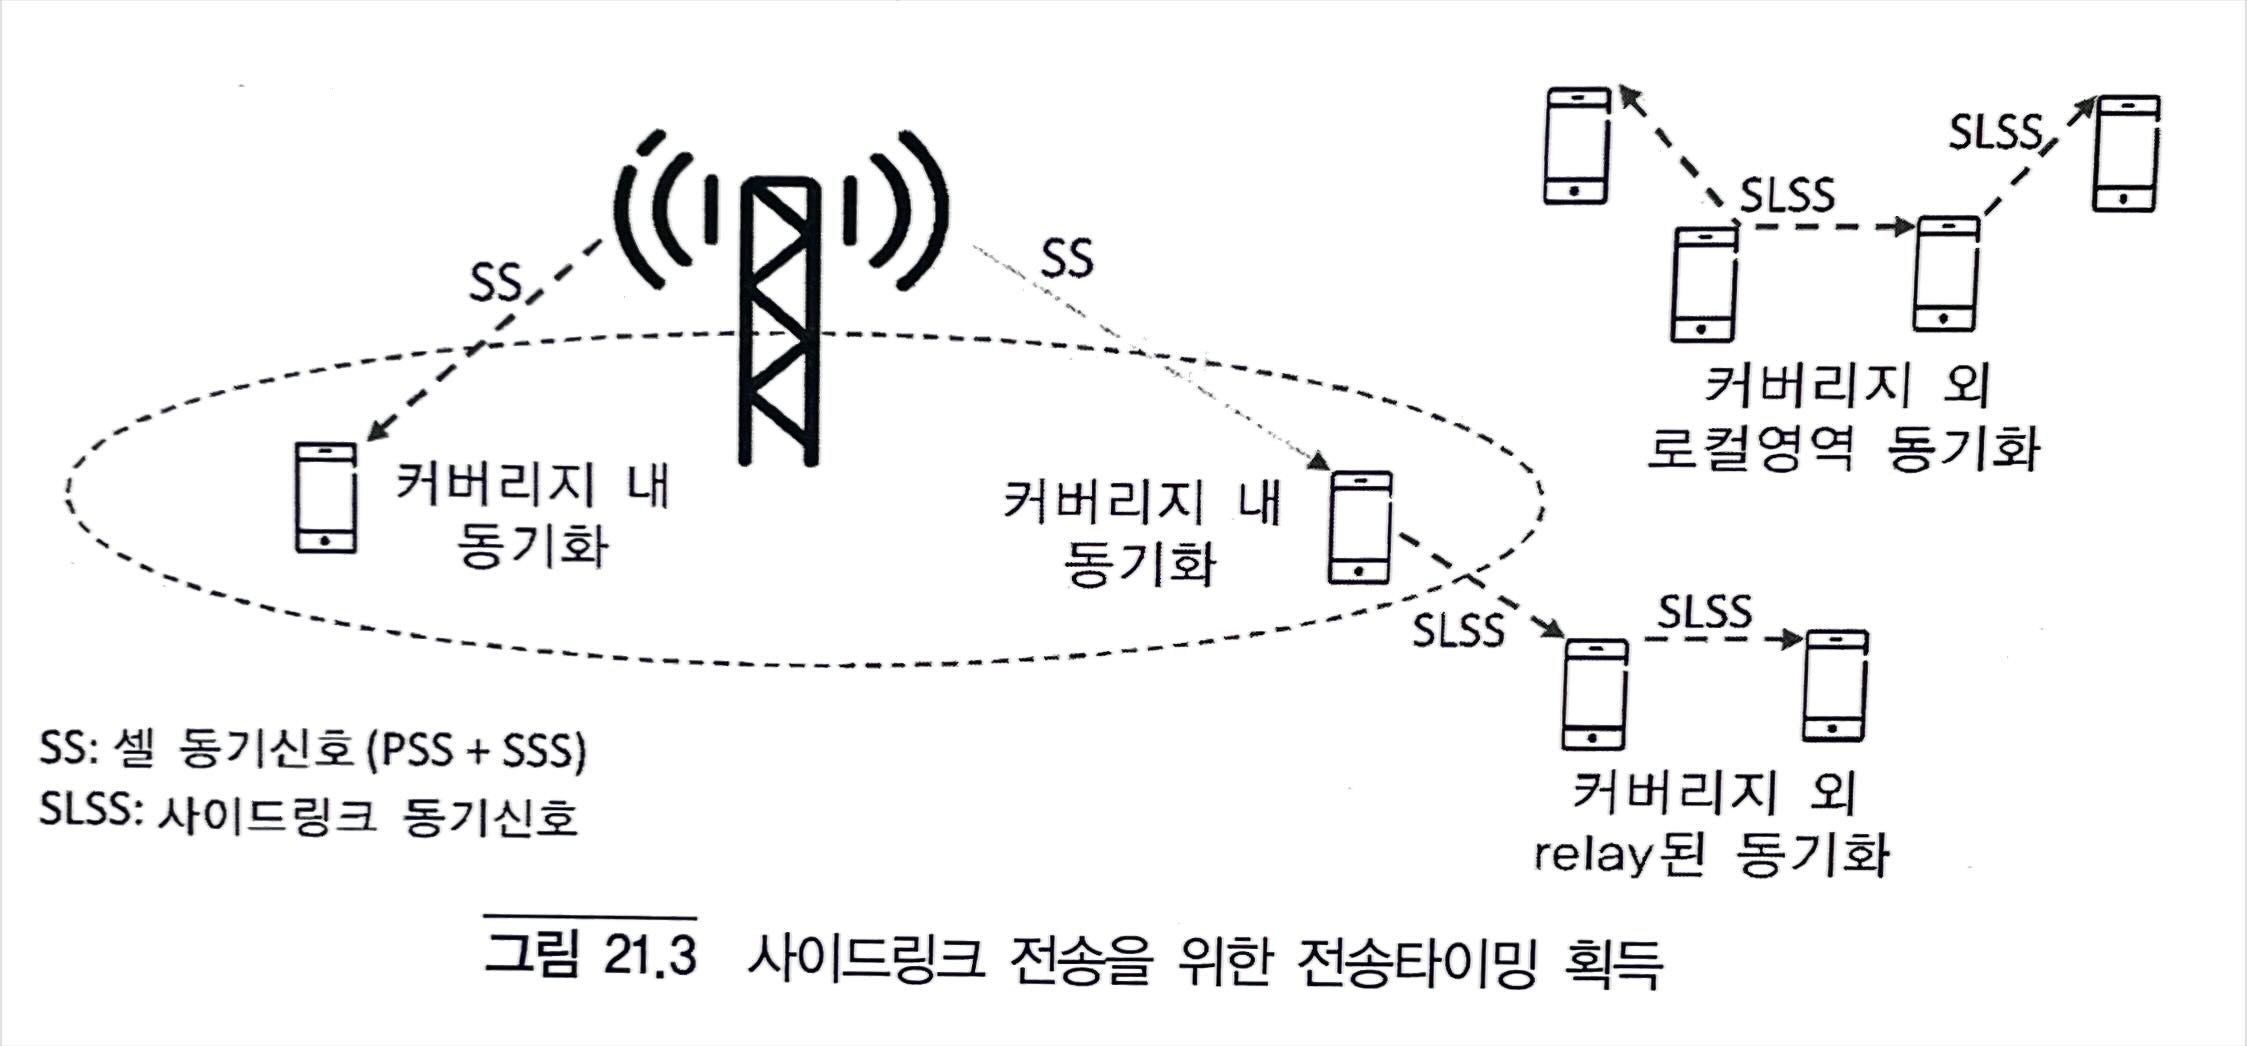 SS
SS
SLSS
SLSS
커버리지 외
로컬영역 동기화
커버리지 내
동기화
커버리지 내
동기화
SLSS
SLSS
커버리지 외
relay된 동기화
SS: 셀 동기신호(PSS + SSS)
SLSS: 사이드링크 동기신호
그림 21.3 사이드링크 전송을 위한 전송타이밍 획득